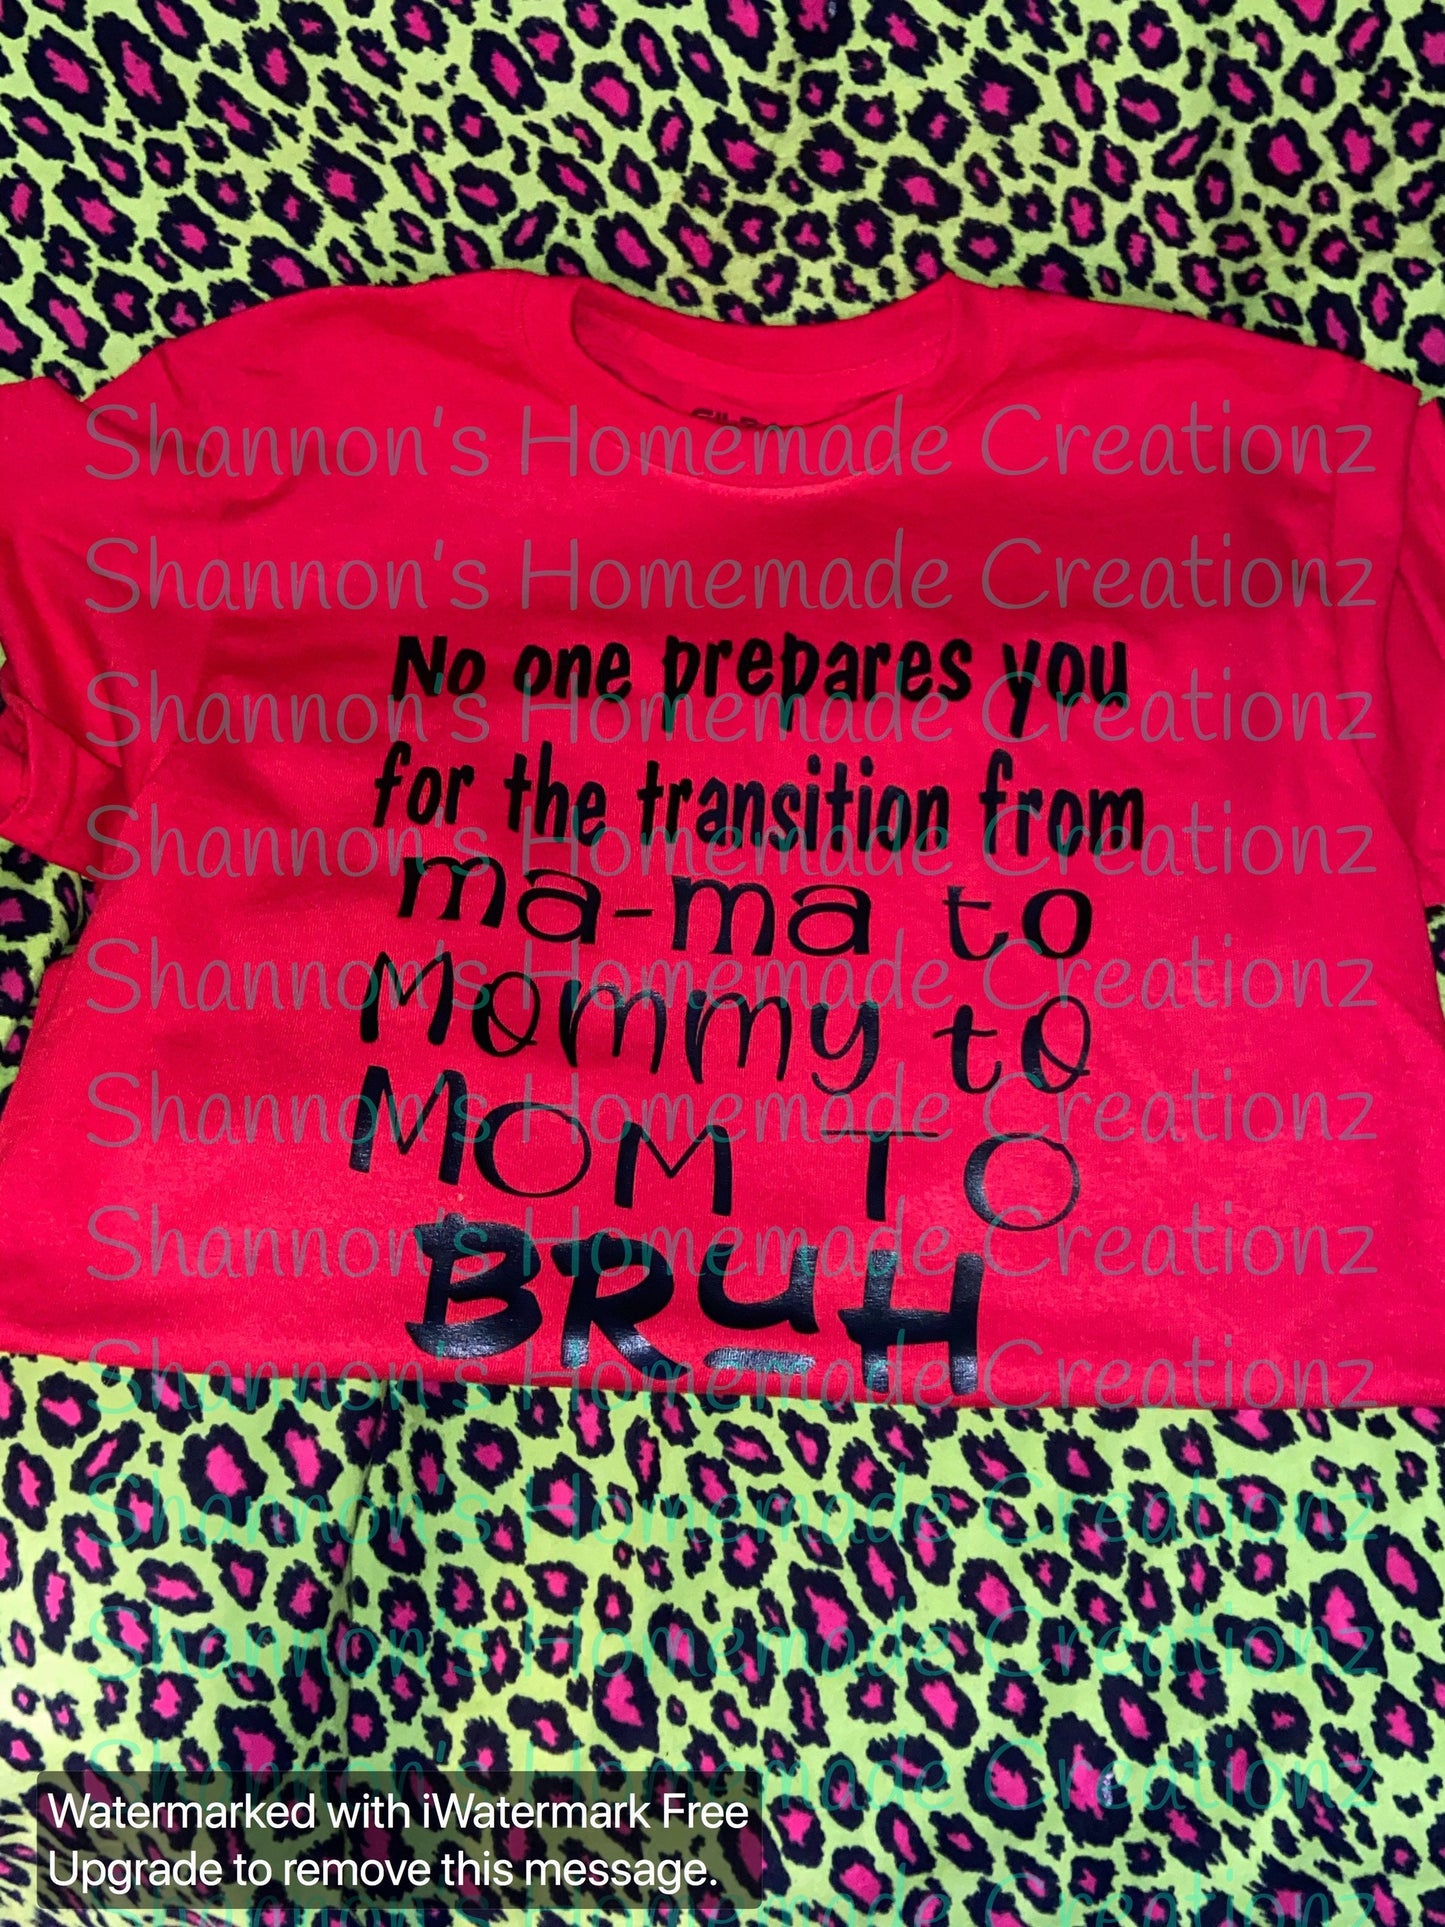 Shannon's Homemade Creationz
Shannon's Homemade Creationz
No one prepares you
Shannon's Homemade Creationz
for the transition from
Shannon's Homemade Creationz
ma-ma to
Mommy to
Shannon's Homemade Creationz
MOM TO
Shannon's Homemade Creationz
BRUH
Shannon's Homemade Creationz
Shannon's Homemade Creationz
Shannon's Homemade Creationz
Shannon's Homemade Creationz
Shannon's Homemade Creationz
Watermarked with iWatermark Free
Upgrade to remove this message.
Shannon's Homemade Creationz